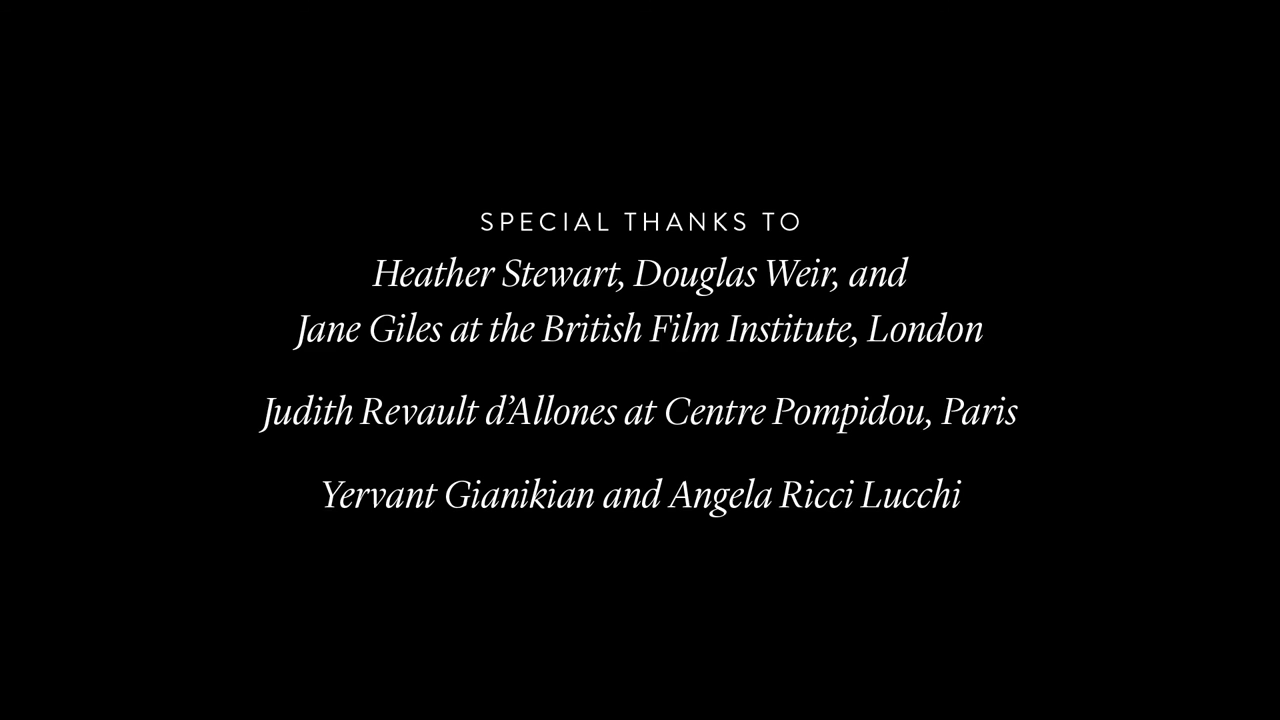 SPECIAL THANKS TO
Heather Stewart, Douglas Weir, and
Jane Giles at the British Film Institute, London
Judith Revault d’Allones at Centre Pompidou, Paris
Yervant Gianikian and Angela Ricci Lucchi